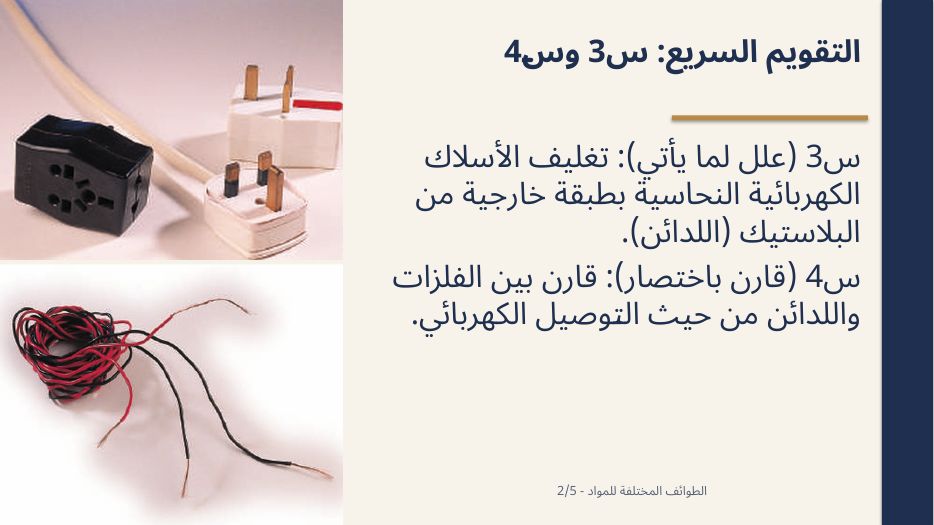 التقويم السريع: س3 وس4
س3 (علل لما يأتي): تغليف الأسلاك
الكهربائية النحاسية بطبقة خارجية من
البلاستيك (اللدائن).
س4 (قارن باختصار): قارن بين الفلزات
واللدائن من حيث التوصيل الكهربائي.
الطوائف المختلفة للمواد - 2/5